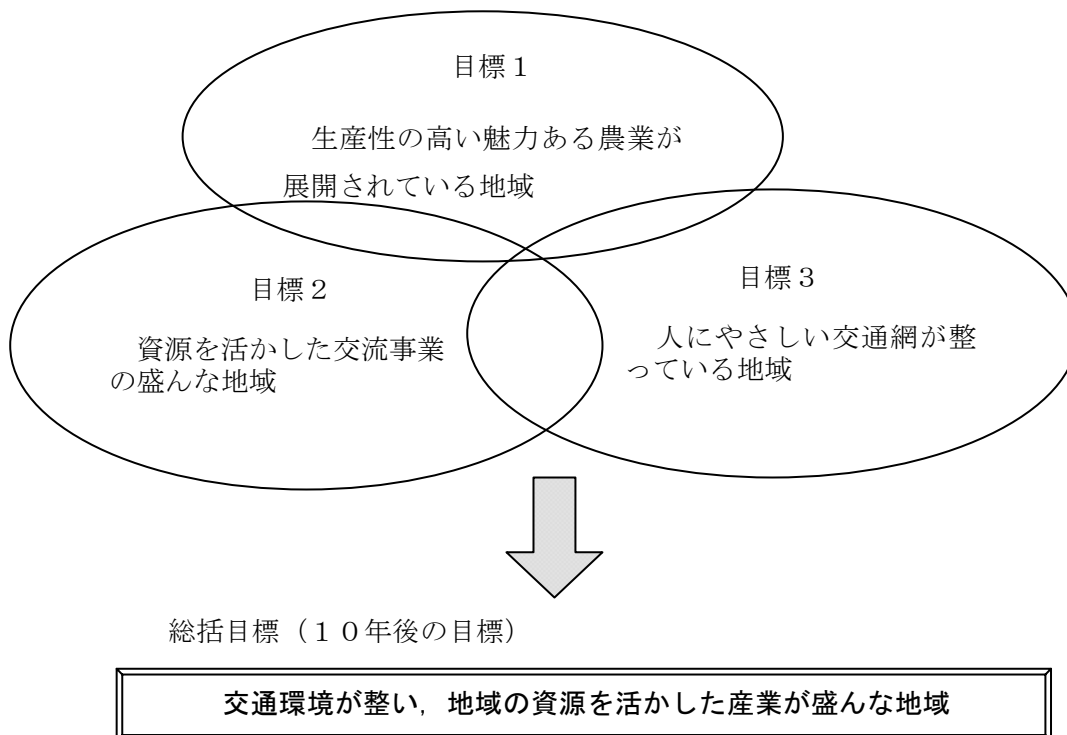 目標１
生産性の高い魅力ある農業が
展開されている地域
目標２
資源を活かした交流事業
の盛んな地域
目標３
人にやさしい交通網が整
っている地域
総括目標（１０年後の目標）
交通環境が整い，地域の資源を活かした産業が盛んな地域